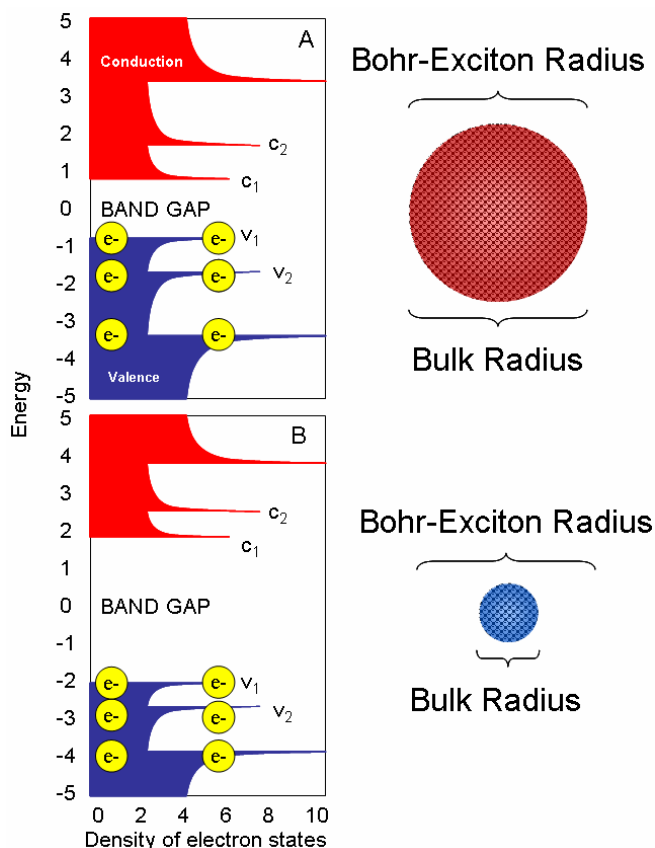 5
4
3
2
1
0
-1
-2
-3
-4
-5
A
Conduction
c2
c1
BAND GAP
e-
e-
v1
e-
e-
v2
e-
e-
Valence
Bohr-Exciton Radius
Bulk Radius
Energy
5
4
3
2
1
0
-1
-2
-3
-4
-5
B
c2
c1
BAND GAP
e-
e-
v1
e-
e-
v2
e-
e-
0 2 4 6 8 10
Density of electron states
Bohr-Exciton Radius
Bulk Radius